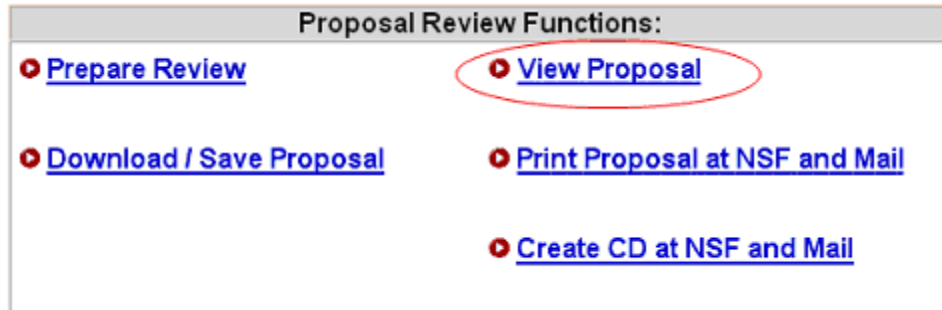 Proposal Review Functions:
Prepare Review
View Proposal
Download / Save Proposal
Print Proposal at NSF and Mail
Create CD at NSF and Mail